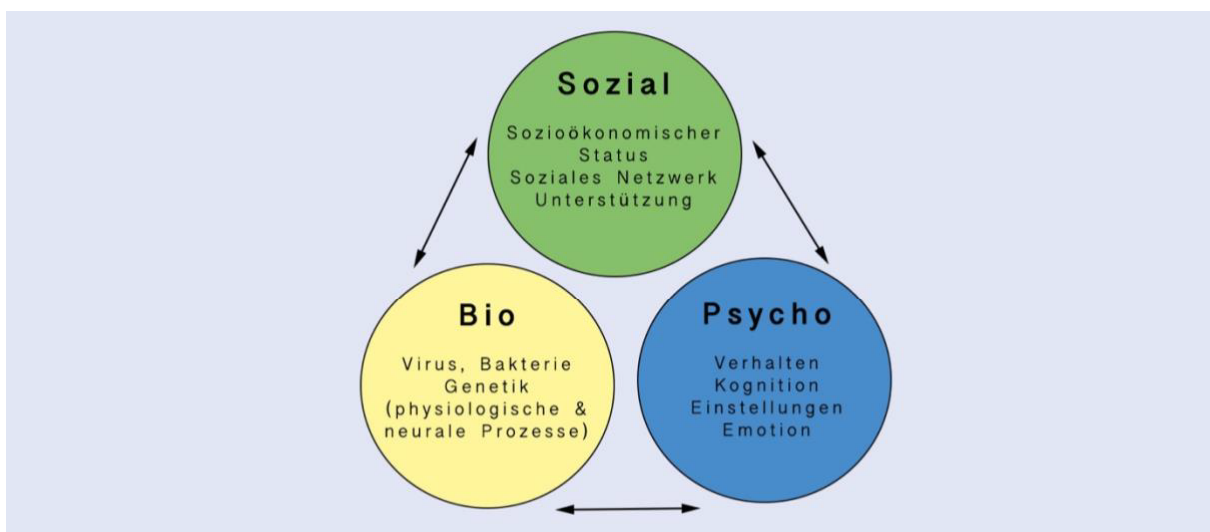 Sozial
Sozioökonomischer
Status
Soziales Netzwerk
Unterstützung
Bio
Virus, Bakterie
Genetik
(physiologische &
neurale Prozesse)
Psycho
Verhalten
Kognition
Einstellungen
Emotion